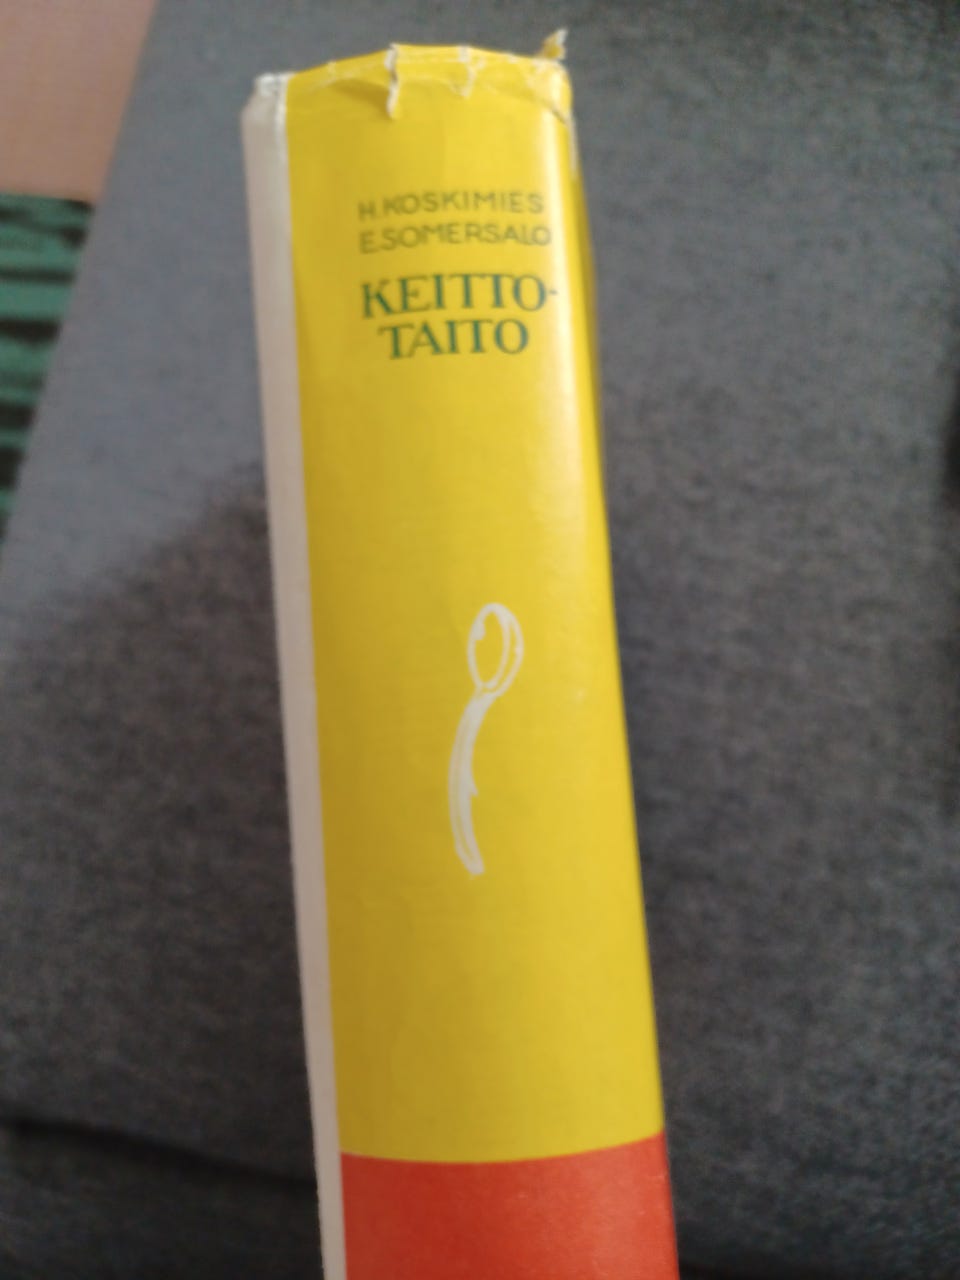 H. KOSKIMIES
E. SOMERSALO
KEITTO-
TAITO